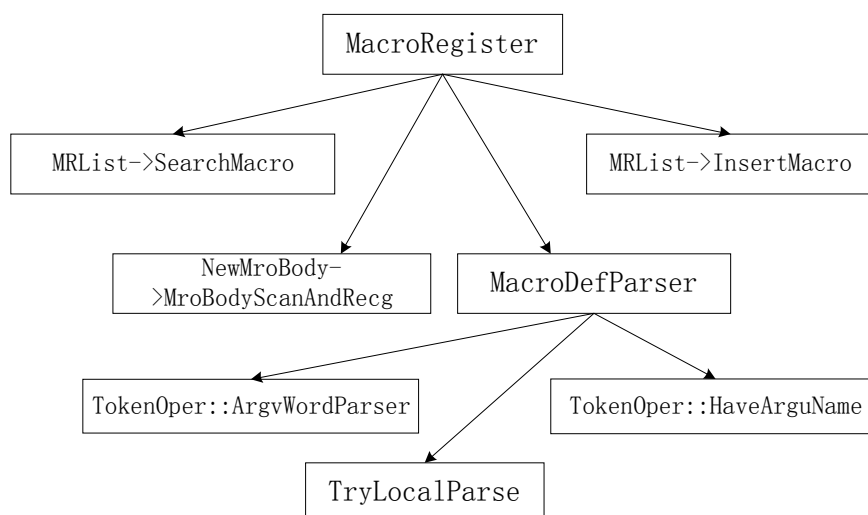 MacroRegister
MRList->SearchMacro
MRList->InsertMacro
NewMroBody-
>MroBodyScanAndRecg
MacroDefParser
TokenOper::ArgvWordParser
TokenOper::HaveArguName
TryLocalParse